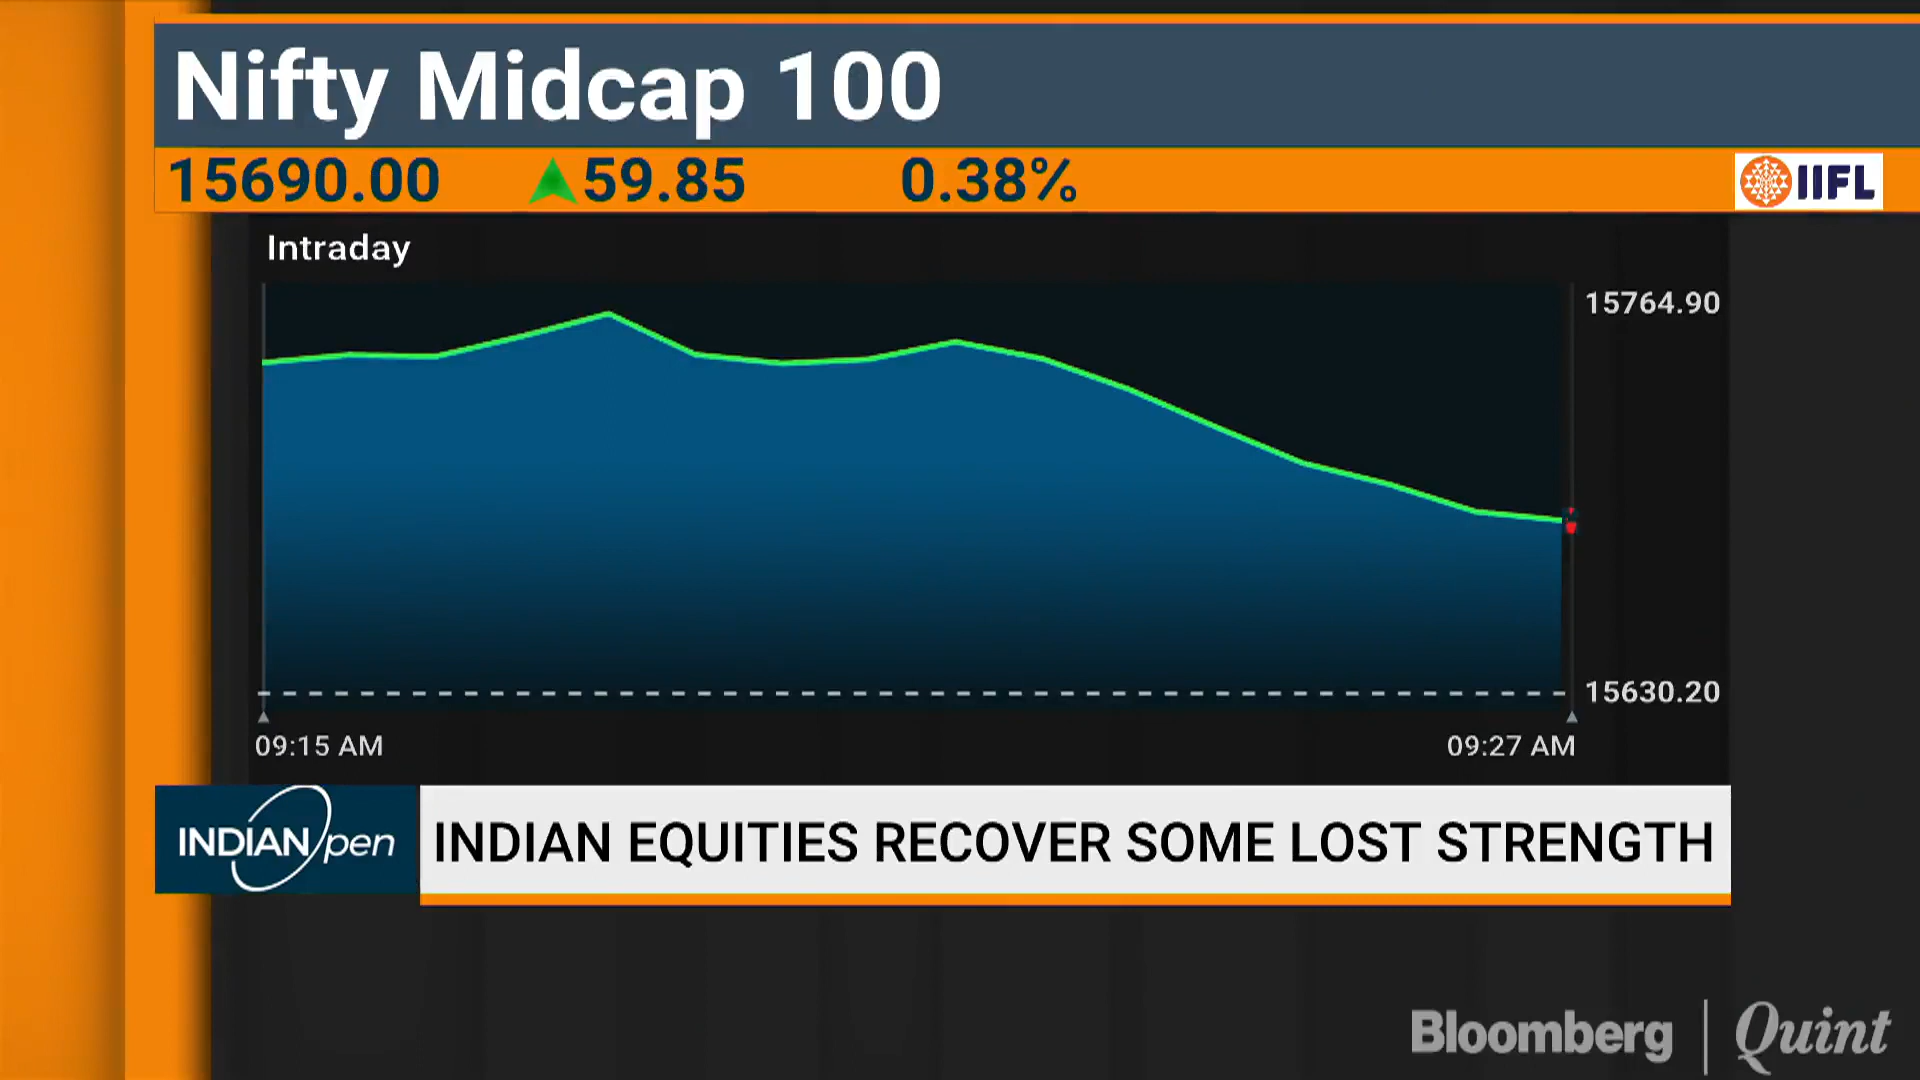 Nifty Midcap 100
15690.00 59.85 0.38%
IIFL
Intraday
15764.90
15630.20
09:15 AM 09:27 AM
INDIAN Open
INDIAN EQUITIES RECOVER SOME LOST STRENGTH
Bloomberg | Quint